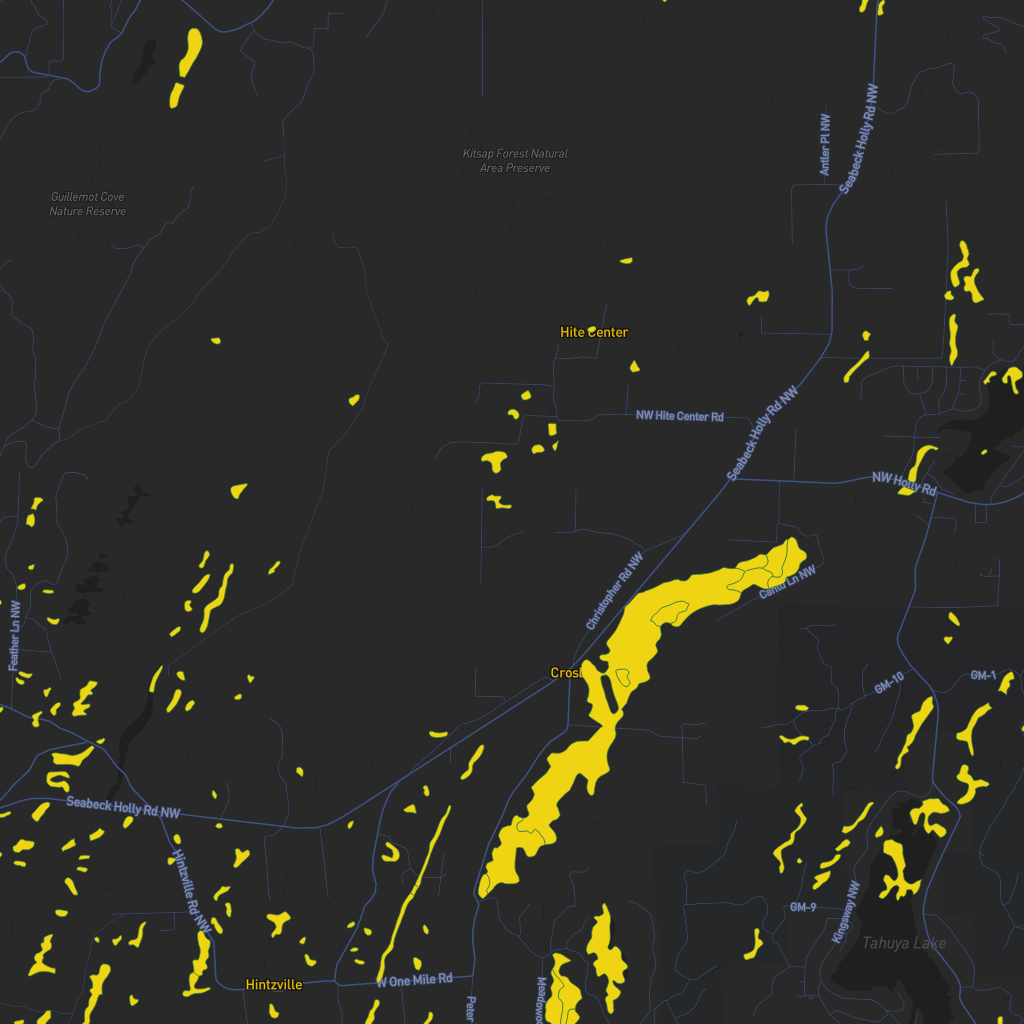 Antler Pl NW
Seabeck Holly Rd NW
Kitsap Forest Natural
Area Preserve
Guillemot Cove
Nature Reserve
Hite Center
NW Hite Center Rd
Seabeck Holly Rd NW
NW Holly Rd
Christopher Rd NW
Camo Ln NW
Feather Ln NW
GM-10
GM-1
Seabeck Holly Rd NW
Hintzville Rd NW
GM-9
Kingsway NW
Tahuya Lake
Hintzville
W One Mile Rd
Peter